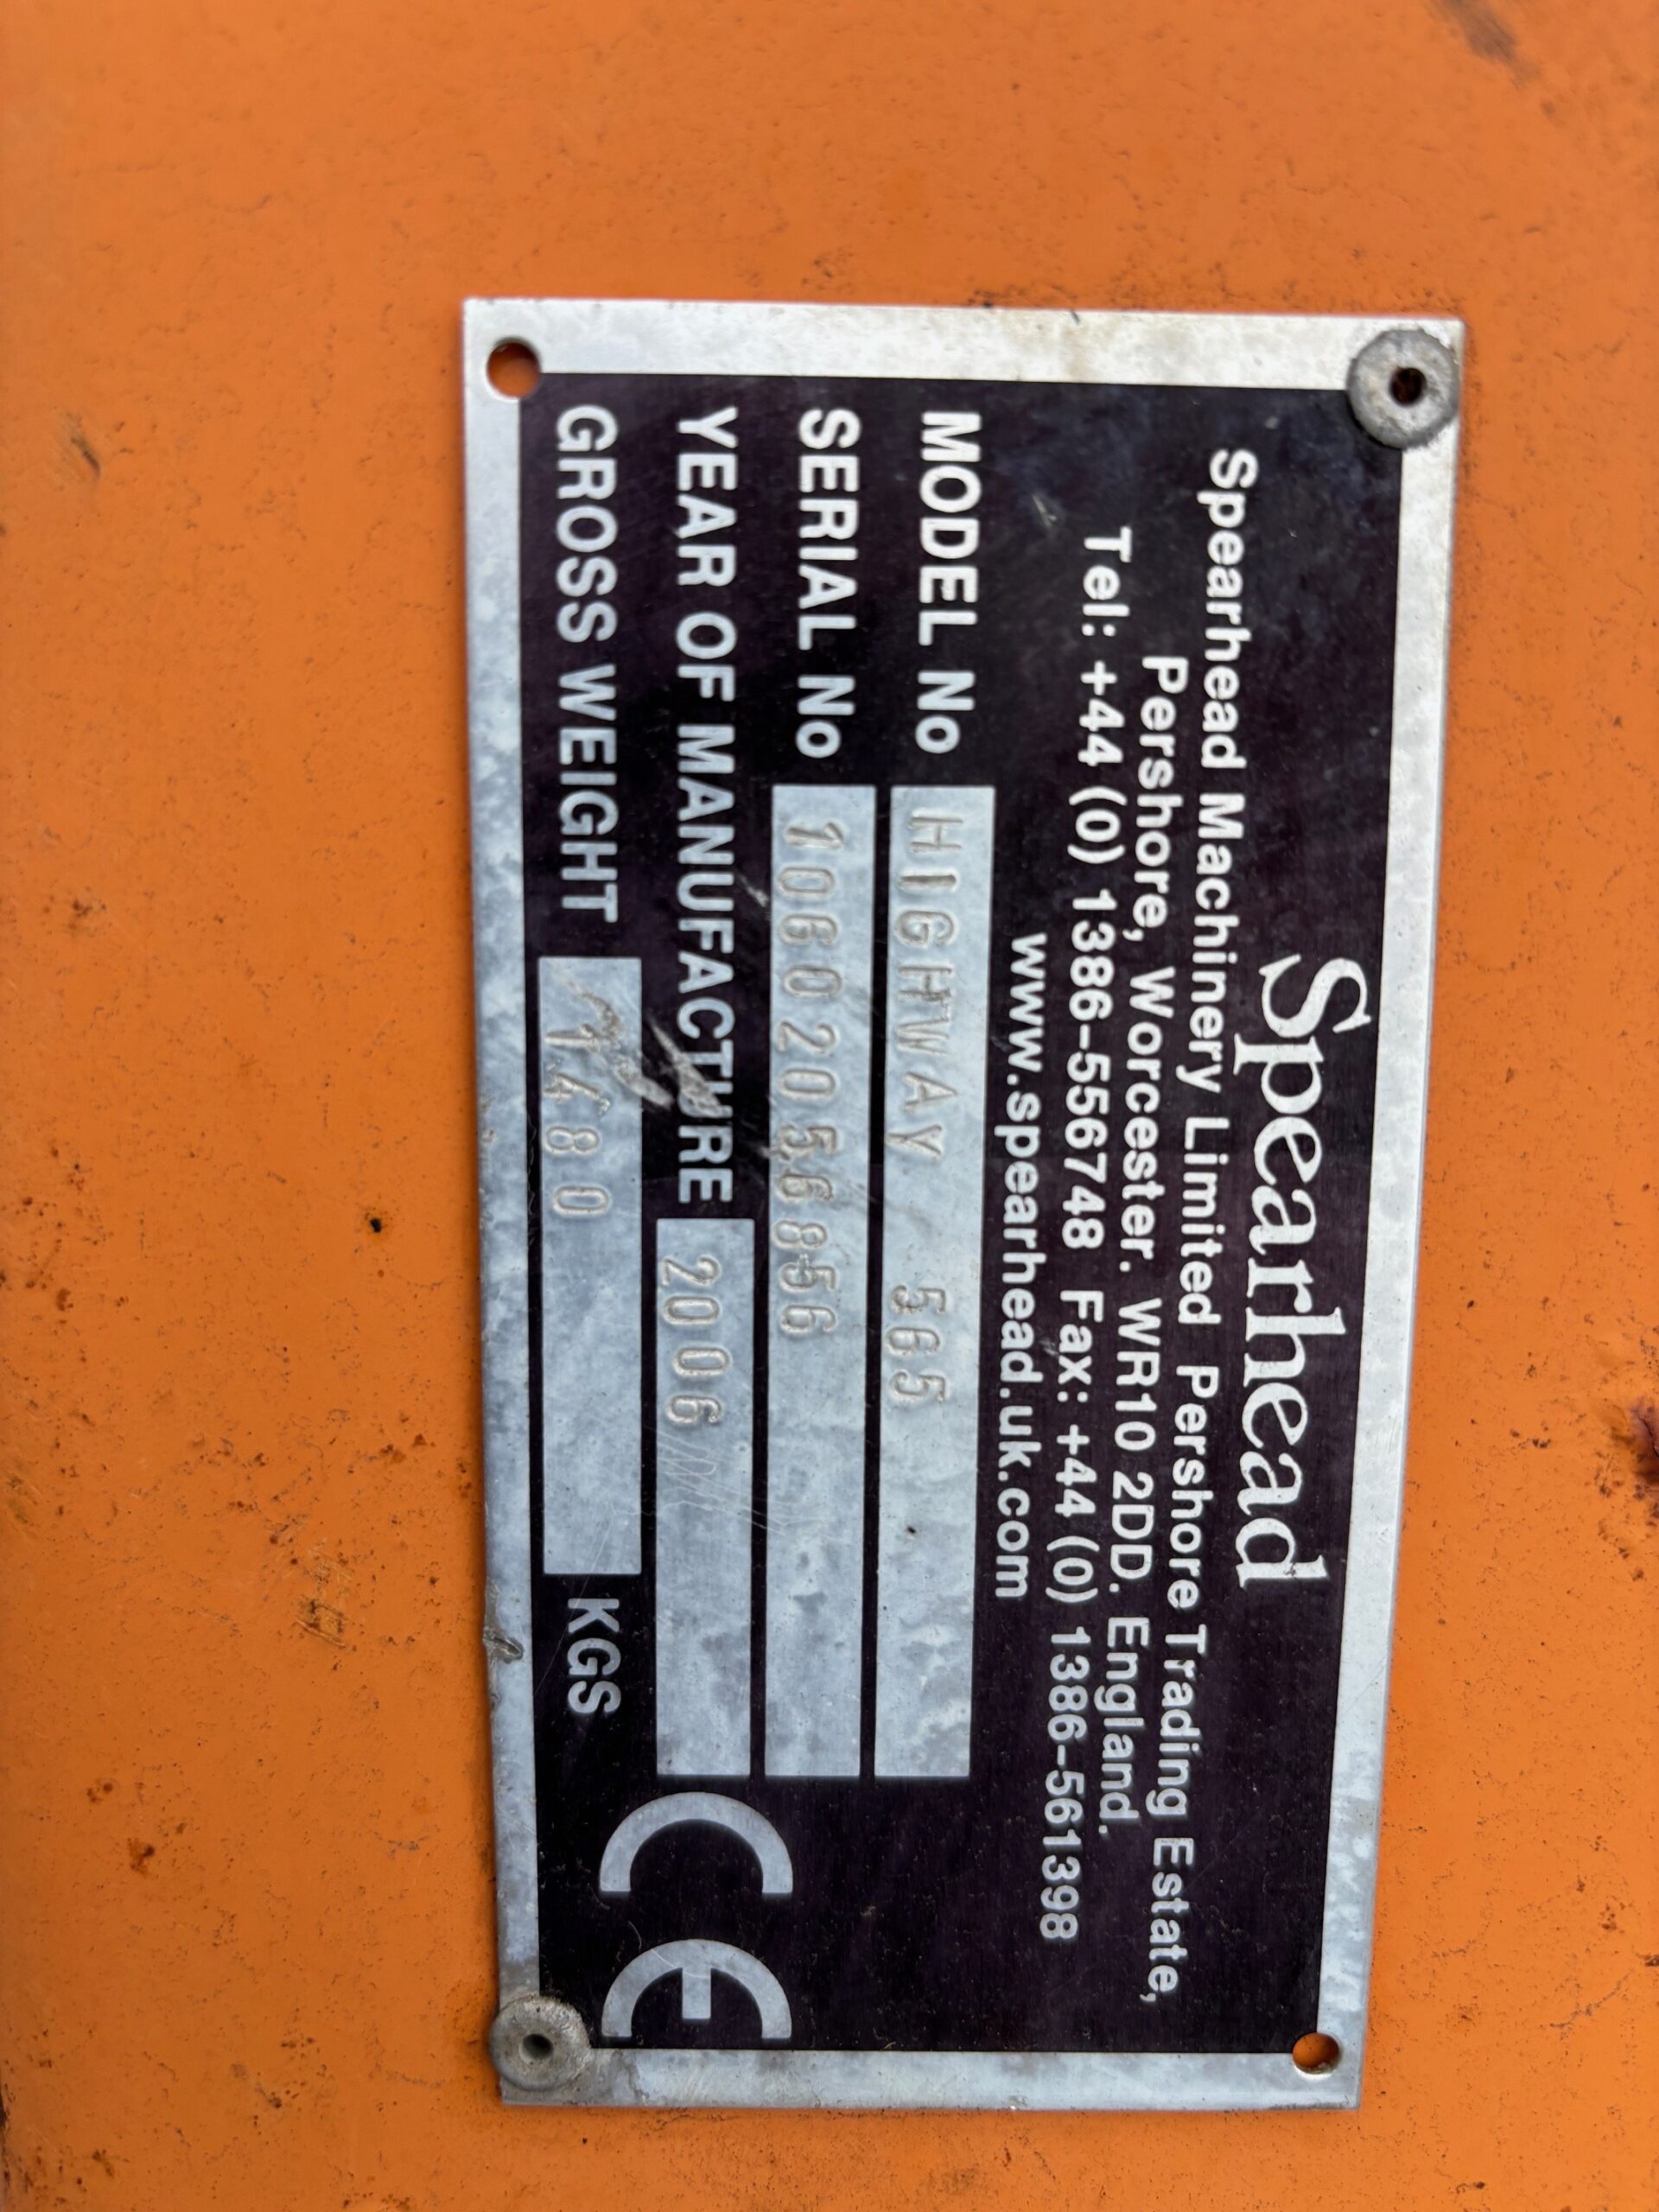 Spearhead
Spearhead Machinery Limited Pershore Trading Estate,
Pershore, Worcester. WR10 2DD. England.
Tel: +44 (0) 1386-556748 Fax: +44 (0) 1386-561398
www.spearhead.uk.com
MODEL No HIGHWAY 565
SERIAL No 10602056856
YEAR OF MANUFACTURE 2006
GROSS WEIGHT 1480 KGS
CE